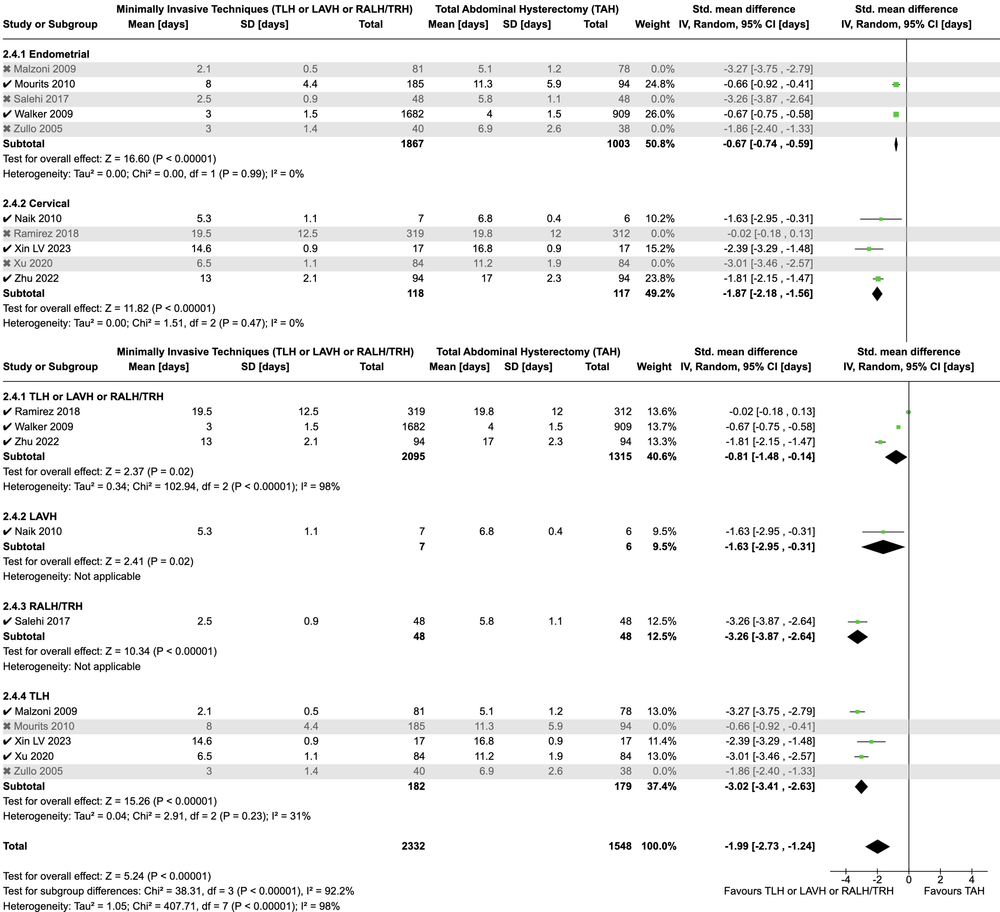 Minimally Invasive Techniques (TLH or LAVH or RALH/TRH) Total Abdominal Hysterectomy (TAH) Std. mean difference Std. mean difference
Study or Subgroup Mean [days] SD [days] Total Mean [days] SD [days] Total Weight IV, Random, 95% CI [days] IV, Random, 95% CI [days]
2.4.1 Endometrial
✖ Malzoni 2009 2.1 0.5 81 5.1 1.2 78 0.0% -3.27 [-3.75 , -2.79]
✔ Mourits 2010 8 4.4 185 11.3 5.9 94 24.8% -0.66 [-0.92 , -0.41]
✖ Salehi 2017 2.5 0.9 48 5.8 1.1 48 0.0% -3.26 [-3.87 , -2.64]
✔ Walker 2009 3 1.5 1682 4 1.5 909 26.0% -0.67 [-0.75 , -0.58]
✖ Zullo 2005 3 1.4 40 6.9 2.6 38 0.0% -1.86 [-2.40 , -1.33]
Subtotal 1867 1003 50.8% -0.67 [-0.74 , -0.59]
Test for overall effect: Z = 16.60 (P < 0.00001)
Heterogeneity: Tau² = 0.00; Chi² = 0.00, df = 1 (P = 0.99); I² = 0%
2.4.2 Cervical
✔ Naik 2010 5.3 1.1 7 6.8 0.4 6 10.2% -1.63 [-2.95 , -0.31]
✖ Ramirez 2018 19.5 12.5 319 19.8 12 312 0.0% -0.02 [-0.18 , 0.13]
✔ Xin LV 2023 14.6 0.9 17 16.8 0.9 17 15.2% -2.39 [-3.29 , -1.48]
✖ Xu 2020 6.5 1.1 84 11.2 1.9 84 0.0% -3.01 [-3.46 , -2.57]
✔ Zhu 2022 13 2.1 94 17 2.3 94 23.8% -1.81 [-2.15 , -1.47]
Subtotal 118 117 49.2% -1.87 [-2.18 , -1.56]
Test for overall effect: Z = 11.82 (P < 0.00001)
Heterogeneity: Tau² = 0.00; Chi² = 1.51, df = 2 (P = 0.47); I² = 0%
Minimally Invasive Techniques (TLH or LAVH or RALH/TRH) Total Abdominal Hysterectomy (TAH) Std. mean difference Std. mean difference
Study or Subgroup Mean [days] SD [days] Total Mean [days] SD [days] Total Weight IV, Random, 95% CI [days] IV, Random, 95% CI [days]
2.4.1 TLH or LAVH or RALH/TRH
✔ Ramirez 2018 19.5 12.5 319 19.8 12 312 13.6% -0.02 [-0.18 , 0.13]
✔ Walker 2009 3 1.5 1682 4 1.5 909 13.7% -0.67 [-0.75 , -0.58]
✔ Zhu 2022 13 2.1 94 17 2.3 94 13.3% -1.81 [-2.15 , -1.47]
Subtotal 2095 1315 40.6% -0.81 [-1.48 , -0.14]
Test for overall effect: Z = 2.37 (P = 0.02)
Heterogeneity: Tau² = 0.34; Chi² = 102.94, df = 2 (P < 0.00001); I² = 98%
2.4.2 LAVH
✔ Naik 2010 5.3 1.1 7 6.8 0.4 6 9.5% -1.63 [-2.95 , -0.31]
Subtotal 7 6 9.5% -1.63 [-2.95 , -0.31]
Test for overall effect: Z = 2.41 (P = 0.02)
Heterogeneity: Not applicable
2.4.3 RALH/TRH
✔ Salehi 2017 2.5 0.9 48 5.8 1.1 48 12.5% -3.26 [-3.87 , -2.64]
Subtotal 48 48 12.5% -3.26 [-3.87 , -2.64]
Test for overall effect: Z = 10.34 (P < 0.00001)
Heterogeneity: Not applicable
2.4.4 TLH
✔ Malzoni 2009 2.1 0.5 81 5.1 1.2 78 13.0% -3.27 [-3.75 , -2.79]
✖ Mourits 2010 8 4.4 185 11.3 5.9 94 0.0% -0.66 [-0.92 , -0.41]
✔ Xin LV 2023 14.6 0.9 17 16.8 0.9 17 11.4% -2.39 [-3.29 , -1.48]
✔ Xu 2020 6.5 1.1 84 11.2 1.9 84 13.0% -3.01 [-3.46 , -2.57]
✖ Zullo 2005 3 1.4 40 6.9 2.6 38 0.0% -1.86 [-2.40 , -1.33]
Subtotal 182 179 37.4% -3.02 [-3.41 , -2.63]
Test for overall effect: Z = 15.26 (P < 0.00001)
Heterogeneity: Tau² = 0.04; Chi² = 2.91, df = 2 (P = 0.23); I² = 31%
Total 2332 1548 100.0% -1.99 [-2.73 , -1.24]
Test for overall effect: Z = 5.24 (P < 0.00001)
-4 -2 0 2 4
Test for subgroup differences: Chi² = 38.31, df = 3 (P < 0.00001), I² = 92.2% Favours TLH or LAVH or RALH/TRH Favours TAH
Heterogeneity: Tau² = 1.05; Chi² = 407.71, df = 7 (P < 0.00001); I² = 98%